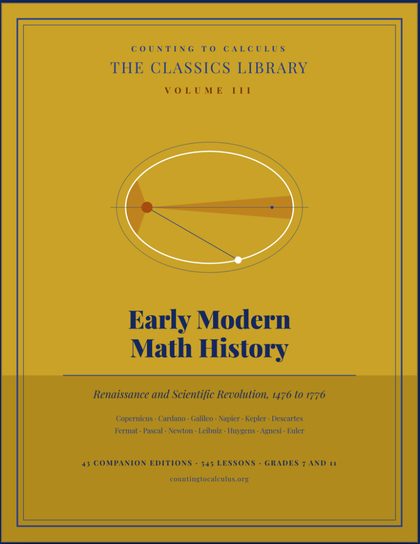 COUNTING TO CALCULUS
THE CLASSICS LIBRARY
VOLUME III
Early Modern
Math History
Renaissance and Scientific Revolution, 1476 to 1776
Copernicus · Cardano · Galileo · Napier · Kepler · Descartes
Fermat · Pascal · Newton · Leibniz · Huygens · Agnesi · Euler
43 COMPANION EDITIONS · 545 LESSONS · GRADES 7 AND 11
countingtocalculus.org